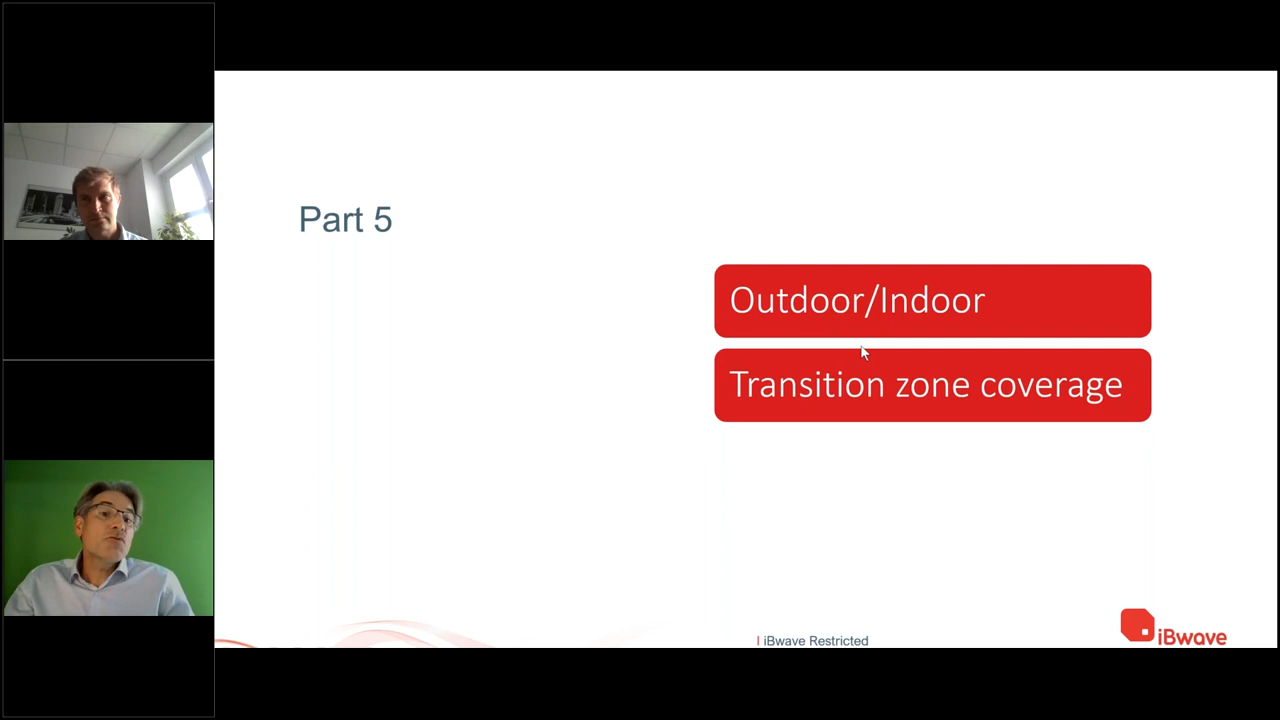 Part 5
Outdoor/Indoor
Transition zone coverage
| iBwave Restricted
iBwave